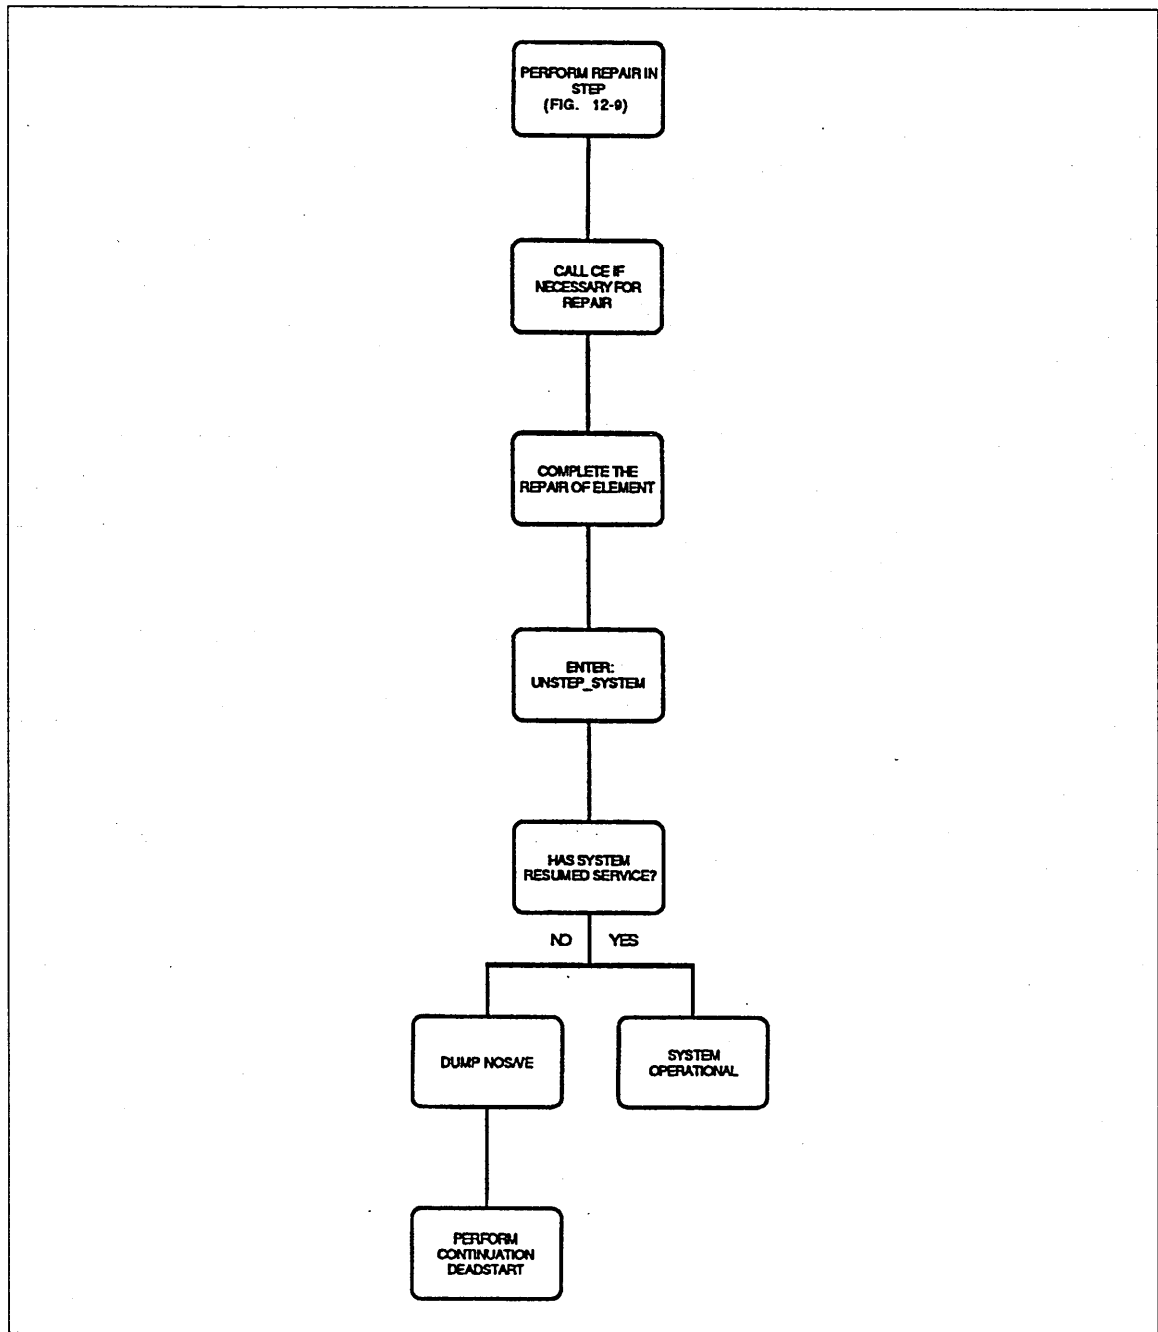 PERFORM REPAIR IN
STEP
(FIG. 12-9)
CALL CE IF
NECESSARY FOR
REPAIR
COMPLETE THE
REPAIR OF ELEMENT
ENTER:
UNSTEP_SYSTEM
HAS SYSTEM
RESUMED SERVICE?
NO YES
DUMP NOS/VE
SYSTEM
OPERATIONAL
PERFORM
CONTINUATION
DEADSTART